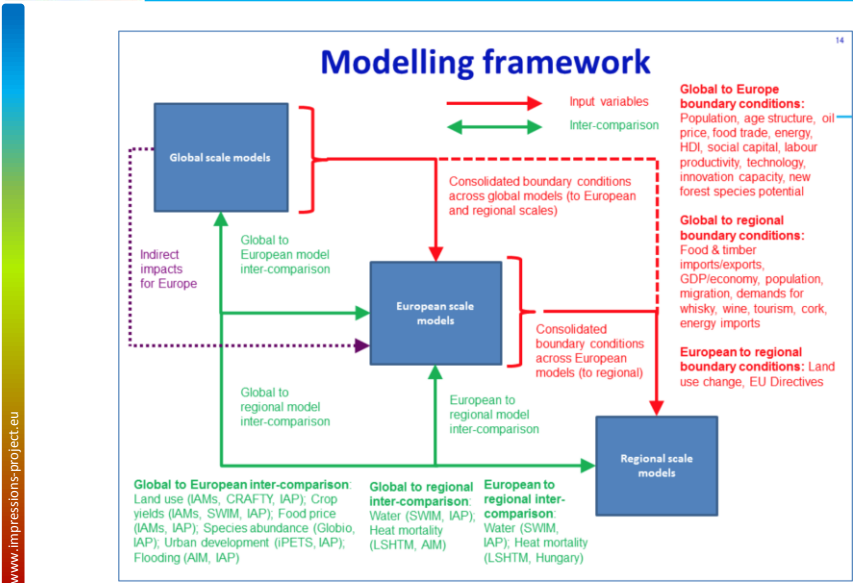 14
Modelling framework
Input variables
Inter-comparison
Global scale models
Consolidated boundary conditions
across global models (to European
and regional scales)
Global to
European model
inter-comparison
Indirect
impacts
for Europe
European scale
models
Consolidated
boundary conditions
across European
models (to regional)
Global to
regional model
inter-comparison
European to
regional model
inter-comparison
Regional scale
models
Global to Europe
boundary conditions:
Population, age structure, oil
price, food trade, energy,
HDI, social capital, labour
productivity, technology,
innovation capacity, new
forest species potential
Global to regional
boundary conditions:
Food & timber
imports/exports,
GDP/economy, population,
migration, demands for
whisky, wine, tourism, cork,
energy imports
European to regional
boundary conditions: Land
use change, EU Directives
Global to European inter-comparison:
Land use (IAMs, CRAFTY, IAP); Crop
yields (IAMs, SWIM, IAP); Food price
(IAMs, IAP); Species abundance (Globio,
IAP); Urban development (iPETS, IAP);
Flooding (AIM, IAP)
Global to regional
inter-comparison:
Water (SWIM, IAP);
Heat mortality
(LSHTM, AIM)
European to
regional inter-
comparison:
Water (SWIM,
IAP); Heat mortality
(LSHTM, Hungary)
www.impressions-project.eu